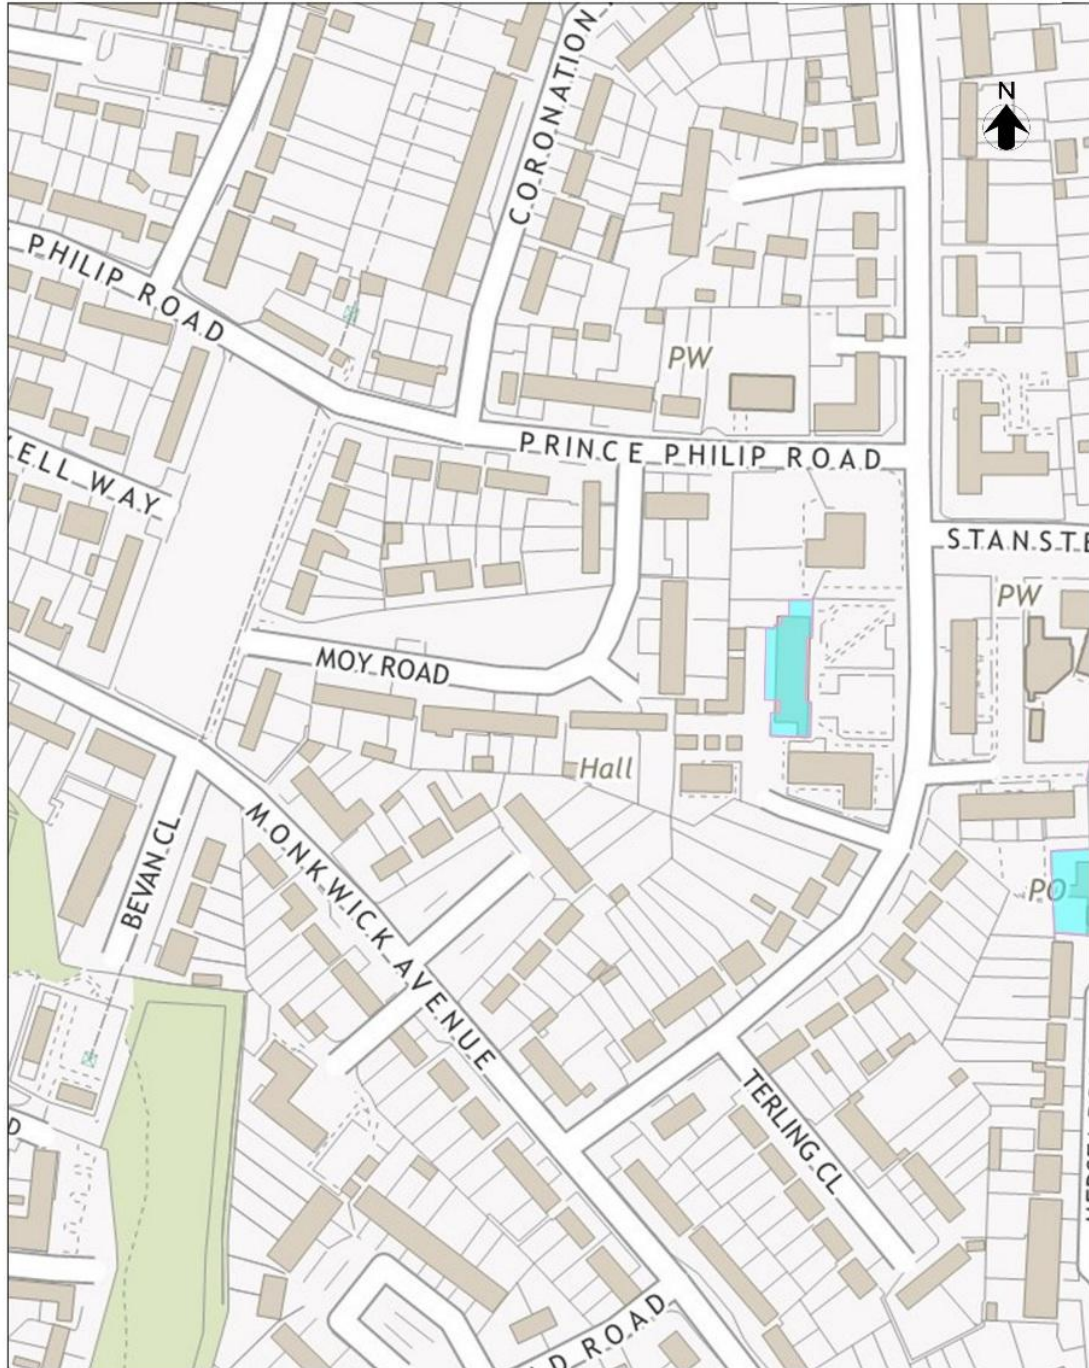 CORONATION
N
PHILIP ROAD
PW
PRINCE PHILIP ROAD
ELL WAY
STANSTE
PW
MOY ROAD
Hall
BEVAN CL
MONKWICK AVENUE
PO
TERLING CL
D
D ROAD